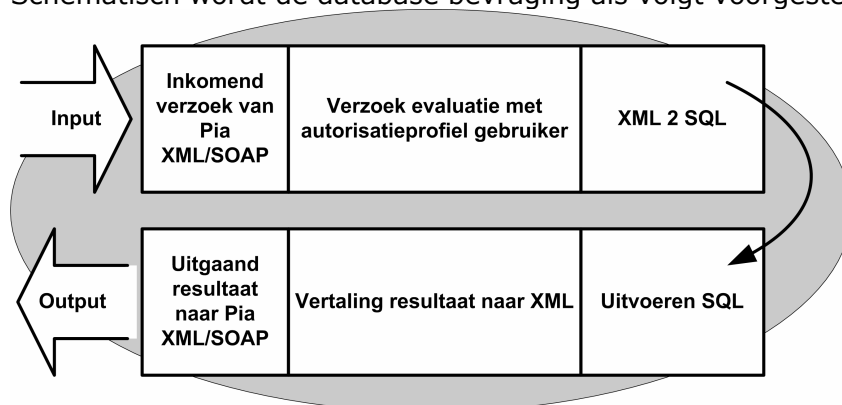 Schematisch wordt de database bevraging als volgt voorgeste
Input
Inkomend
verzoek van
Pia
XML/SOAP
Verzoek evaluatie met
autorisatieprofiel gebruiker
XML 2 SQL
Output
Uitgaand
resultaat
naar Pia
XML/SOAP
Vertaling resultaat naar XML
Uitvoeren SQL